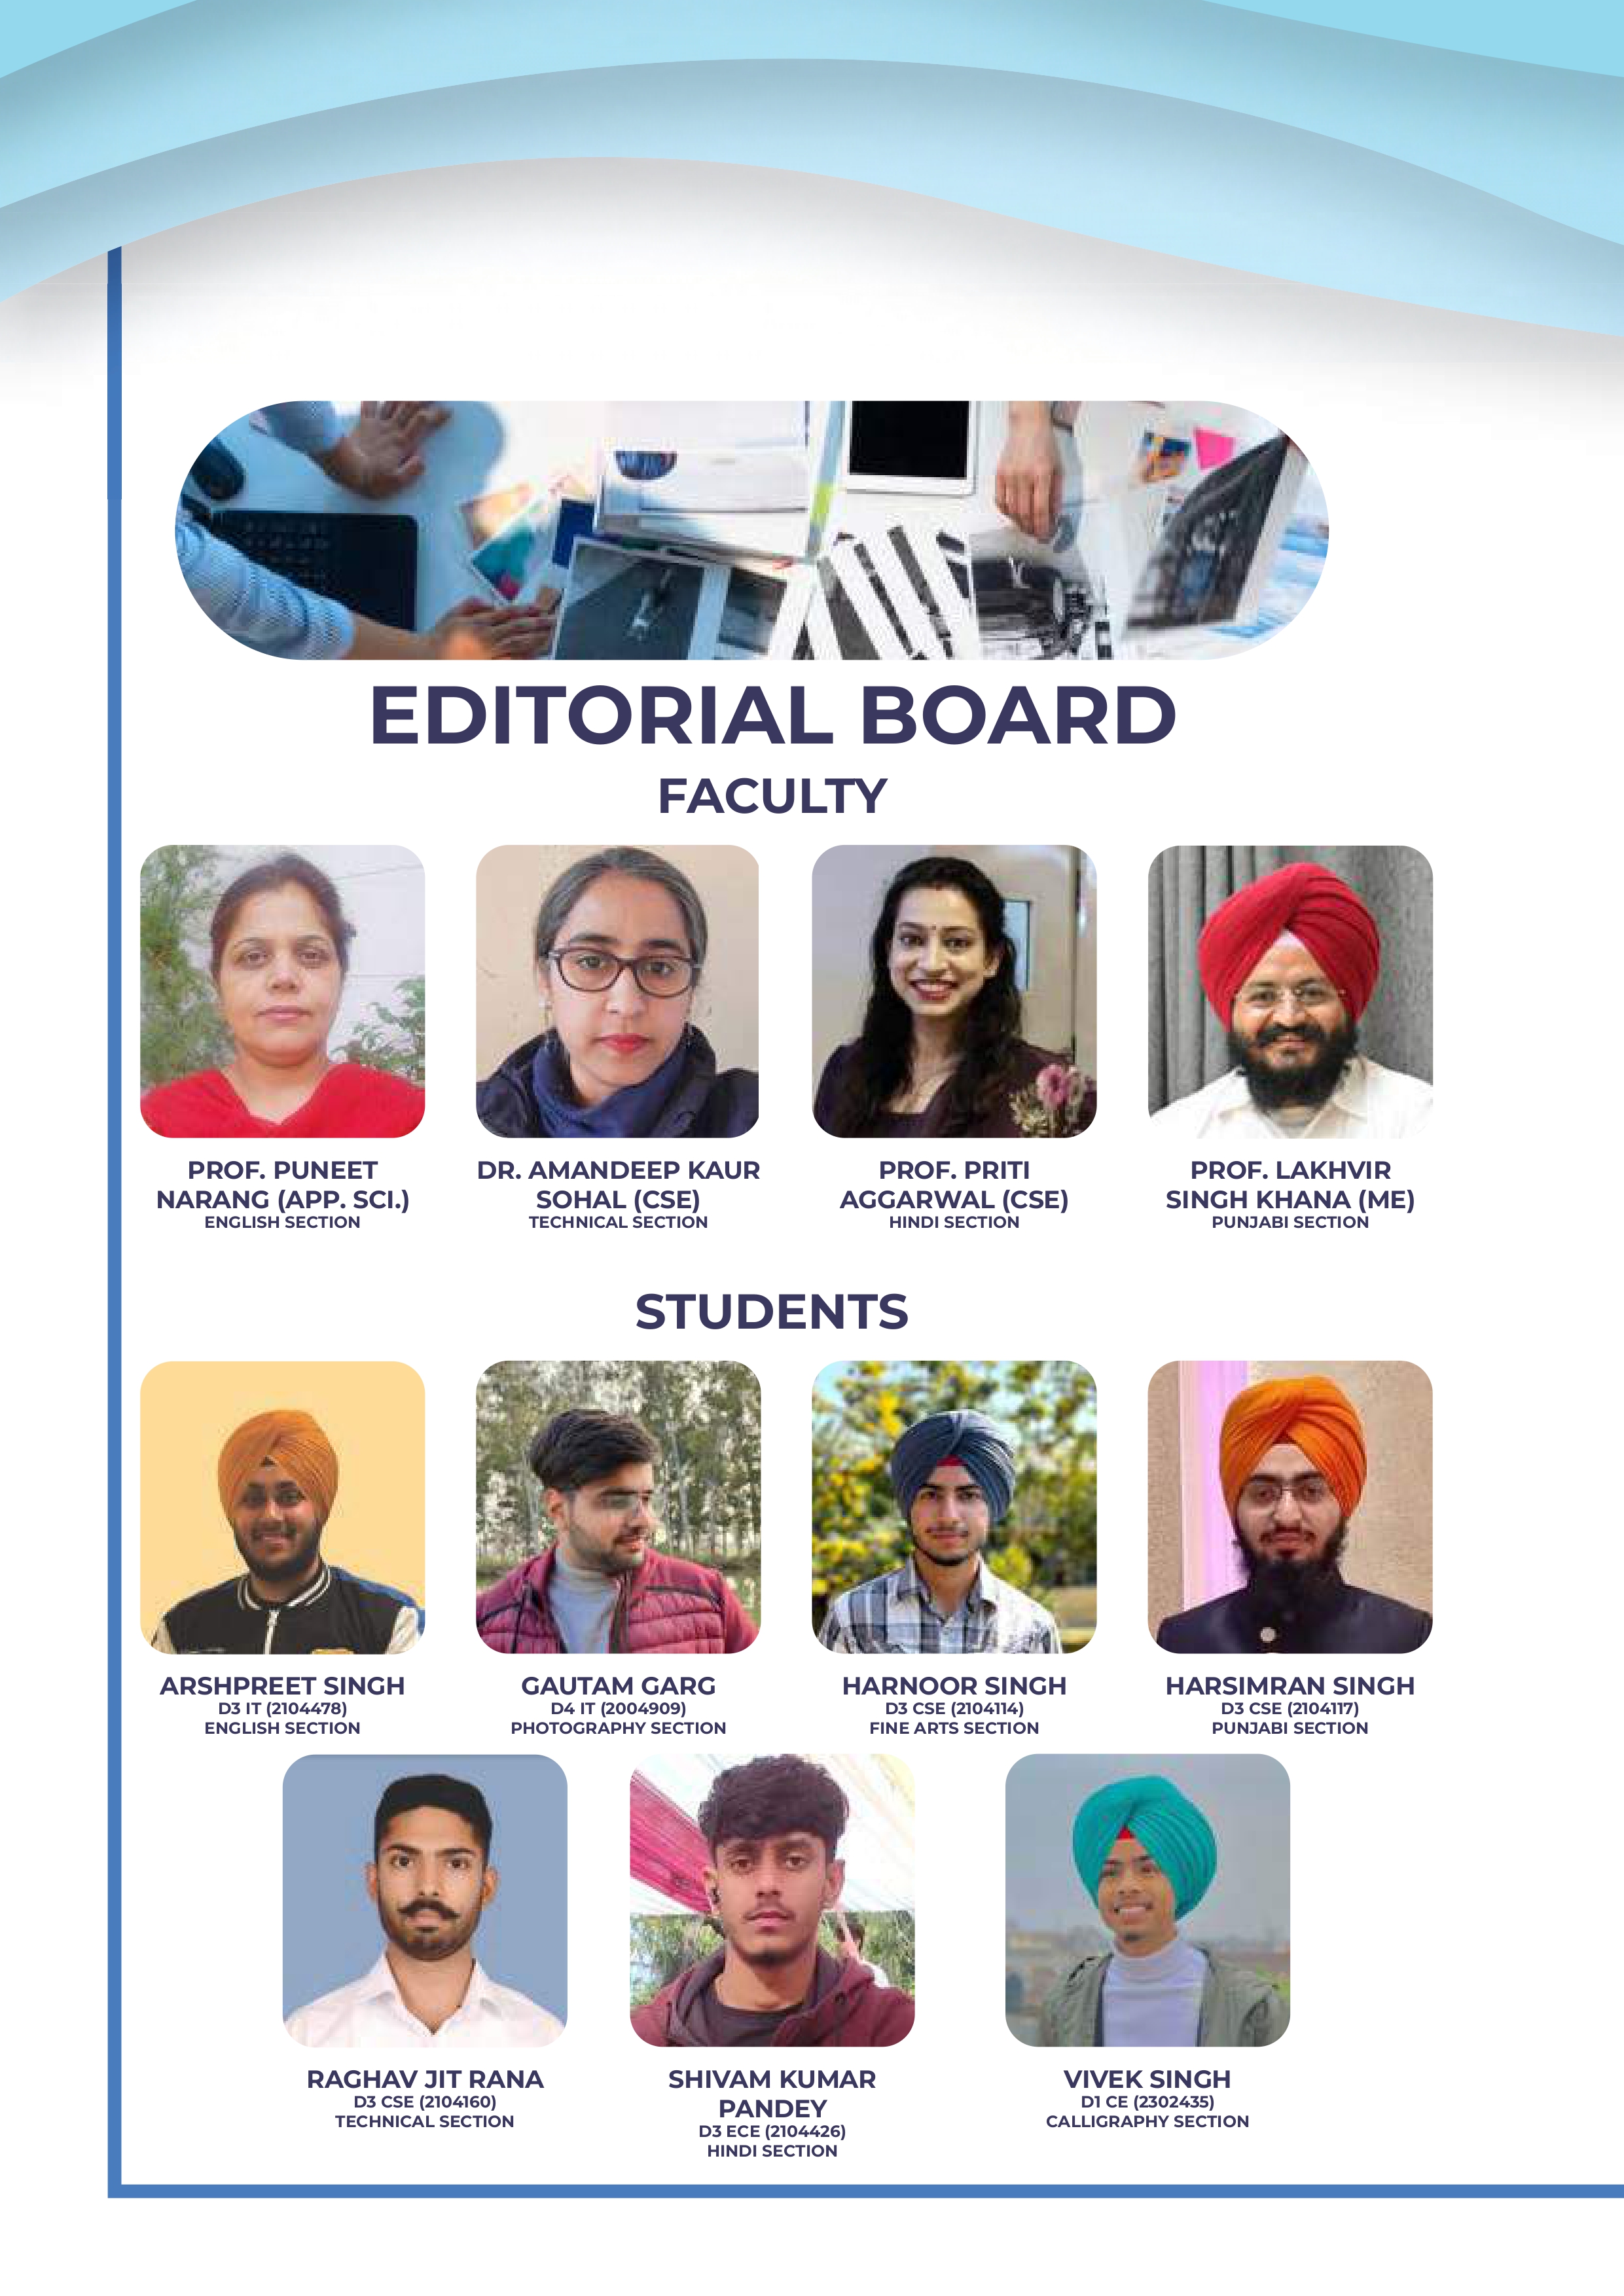 EDITORIAL BOARD
FACULTY
PROF. PUNEET
NARANG (APP. SCI.)
ENGLISH SECTION
DR. AMANDEEP KAUR
SOHAL (CSE)
TECHNICAL SECTION
PROF. PRITI
AGGARWAL (CSE)
HINDI SECTION
PROF. LAKHVIR
SINGH KHANA (ME)
PUNJABI SECTION
STUDENTS
ARSHPREET SINGH
D3 IT (2104478)
ENGLISH SECTION
GAUTAM GARG
D4 IT (2004909)
PHOTOGRAPHY SECTION
HARNOOR SINGH
D3 CSE (2104114)
FINE ARTS SECTION
HARSIMRAN SINGH
D3 CSE (2104117)
PUNJABI SECTION
RAGHAV JIT RANA
D3 CSE (2104160)
TECHNICAL SECTION
SHIVAM KUMAR
PANDEY
D3 ECE (2104426)
HINDI SECTION
VIVEK SINGH
D1 CE (2302435)
CALLIGRAPHY SECTION